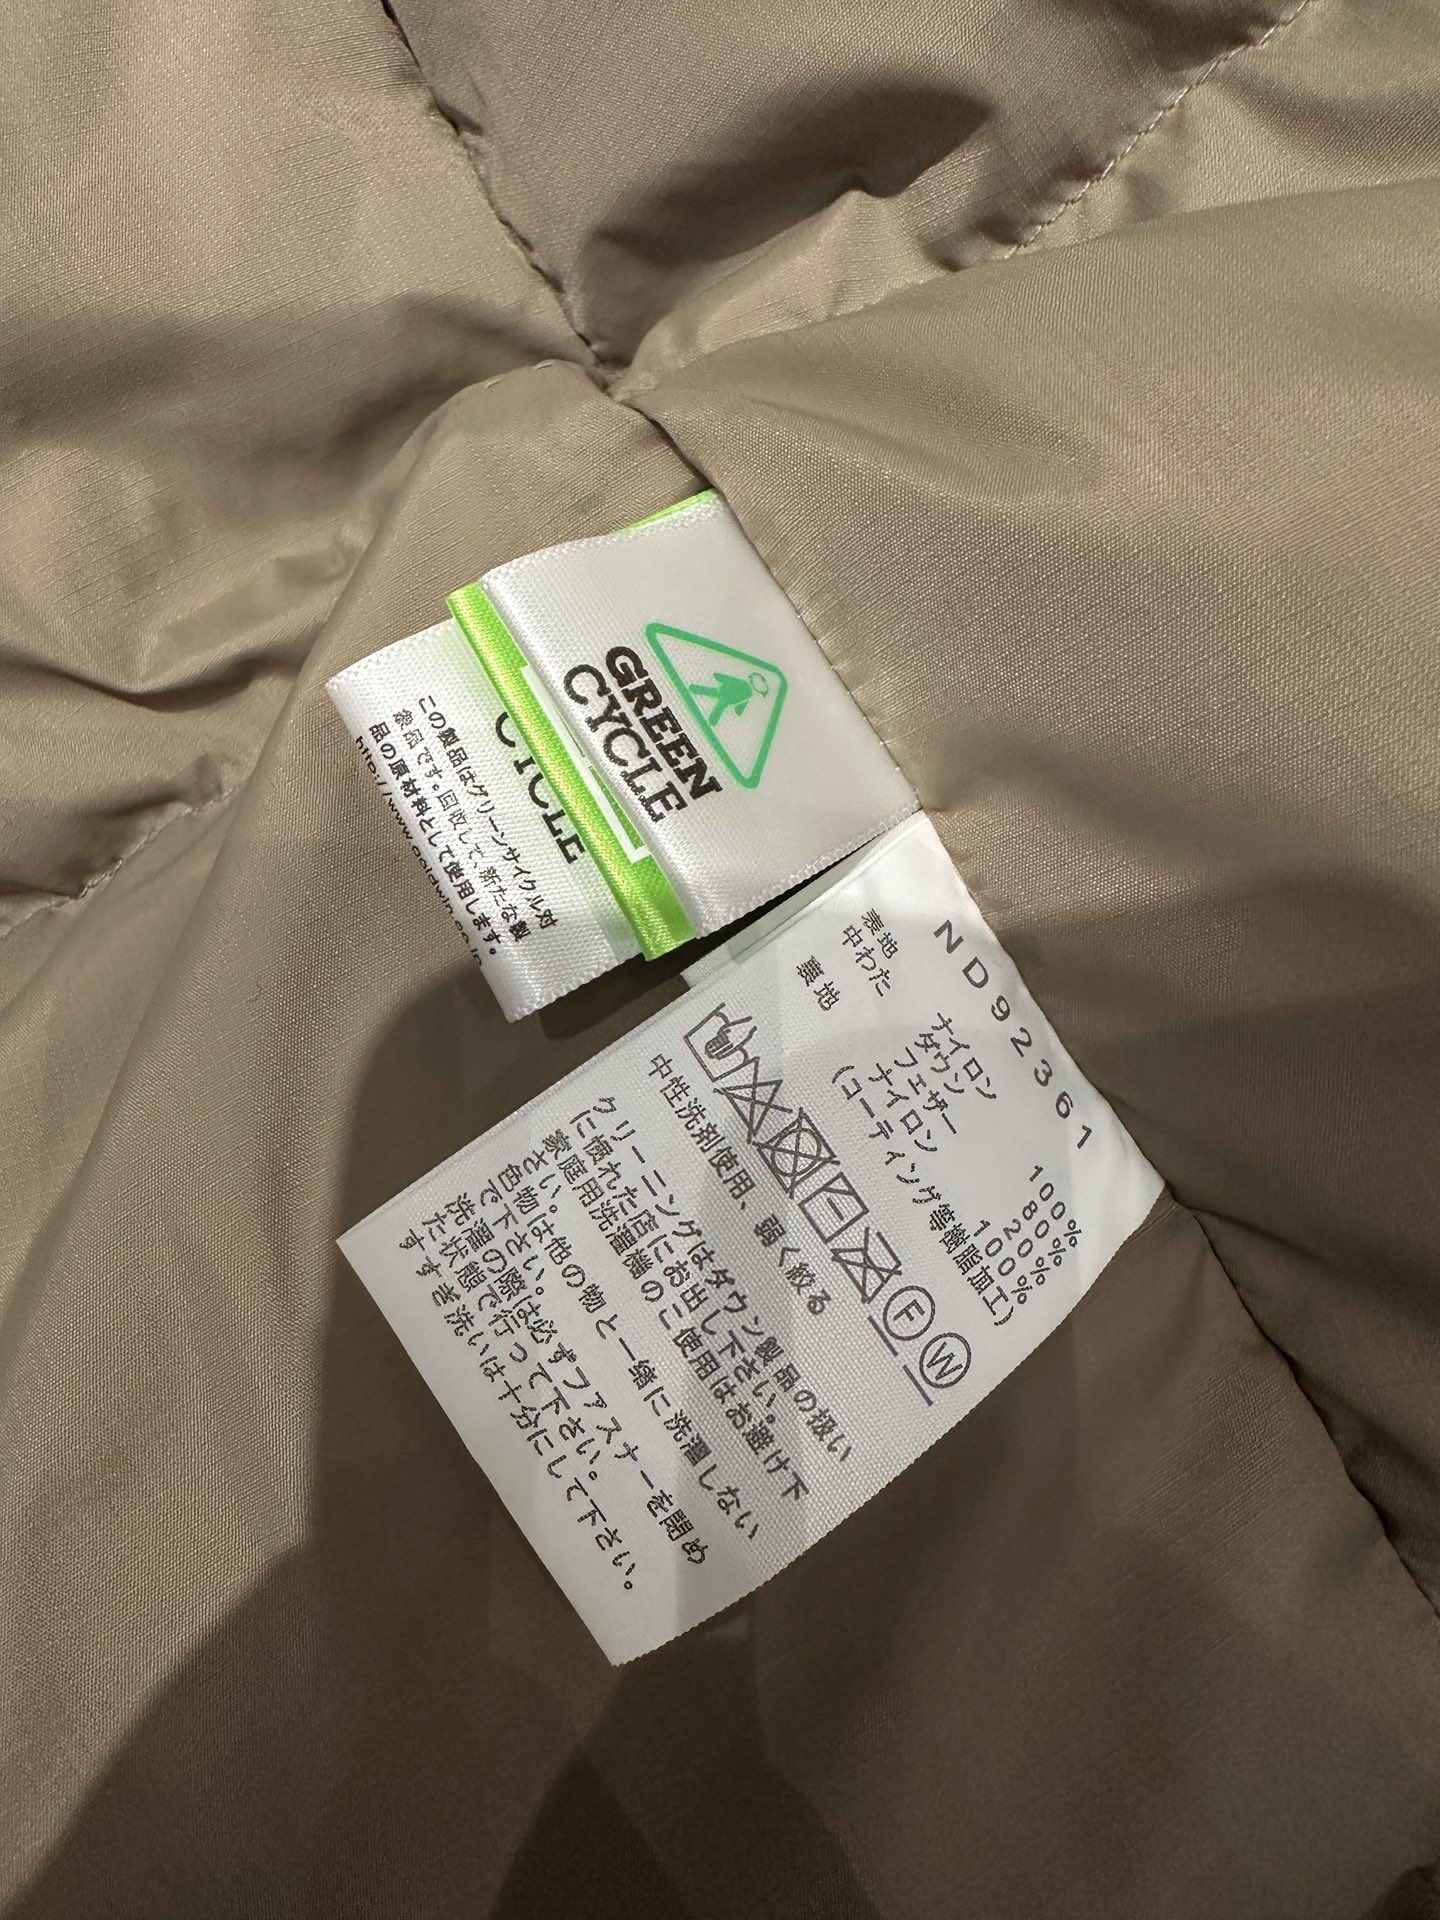 GREEN
CYCLE
CYCLE
この製品はグリーンサイクル対
象品です。回収して、新たな製
品の原材料として使用します。
http://www.goldwin.co.jp
ND92361
表地 ナイロン 100%
中わた ダウン 80%
フェザー 20%
裏地 ナイロン 100%
(コーティング等樹脂加工)
F W
中性洗剤使用、弱く絞る
クリーニングはダウン製品の扱い
に慣れた店にお出し下さい。
家庭用洗濯機のご使用はお避け下
さい。
色物は他の物と一緒に洗濯しない
で下さい。
洗濯の際は必ずファスナーを閉め
た状態で行って下さい。
すすぎ洗いは十分にして下さい。